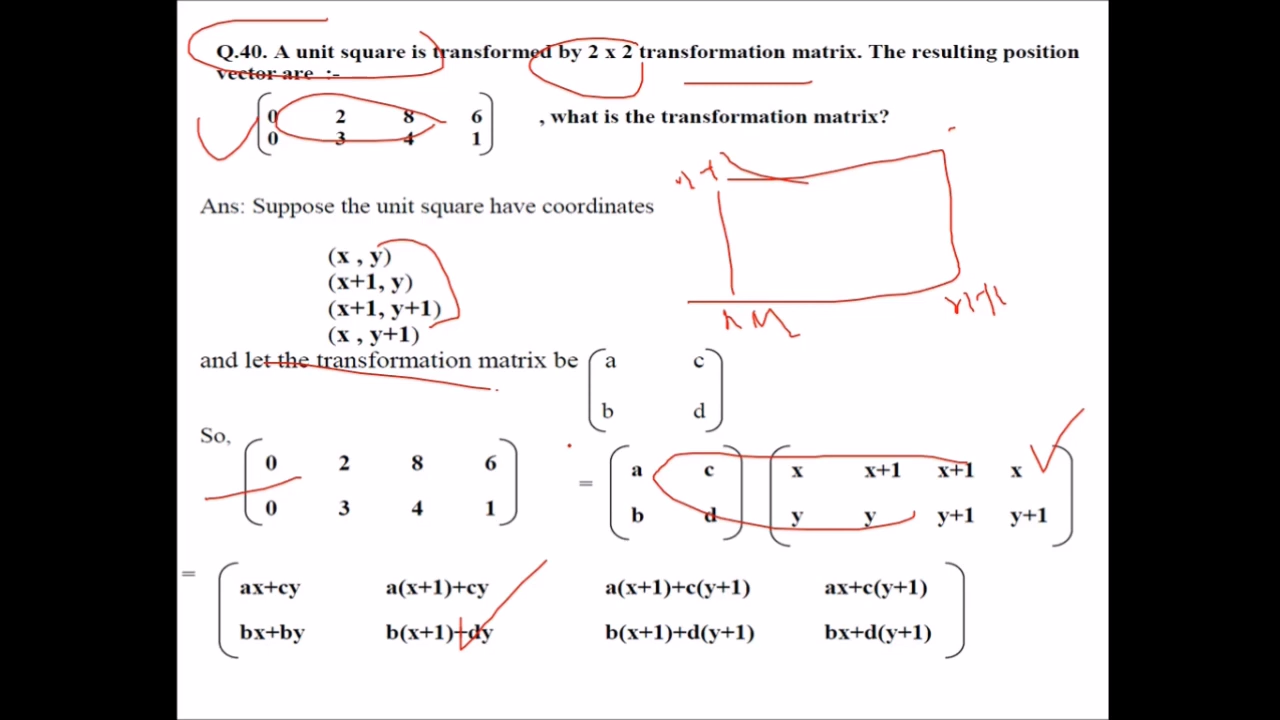 Q.40. A unit square is transformed by 2 x 2 transformation matrix. The resulting position
vector are :-
0 2 8 6
0 3 4 1
, what is the transformation matrix?
Ans: Suppose the unit square have coordinates
(x , y)
(x+1, y)
(x+1, y+1)
(x , y+1)
and let the transformation matrix be
a c
b d
So,
0 2 8 6
0 3 4 1
=
a c
b d
x x+1 x+1 x
y y y+1 y+1
=
ax+cy a(x+1)+cy a(x+1)+c(y+1) ax+c(y+1)
bx+by b(x+1)+dy b(x+1)+d(y+1) bx+d(y+1)